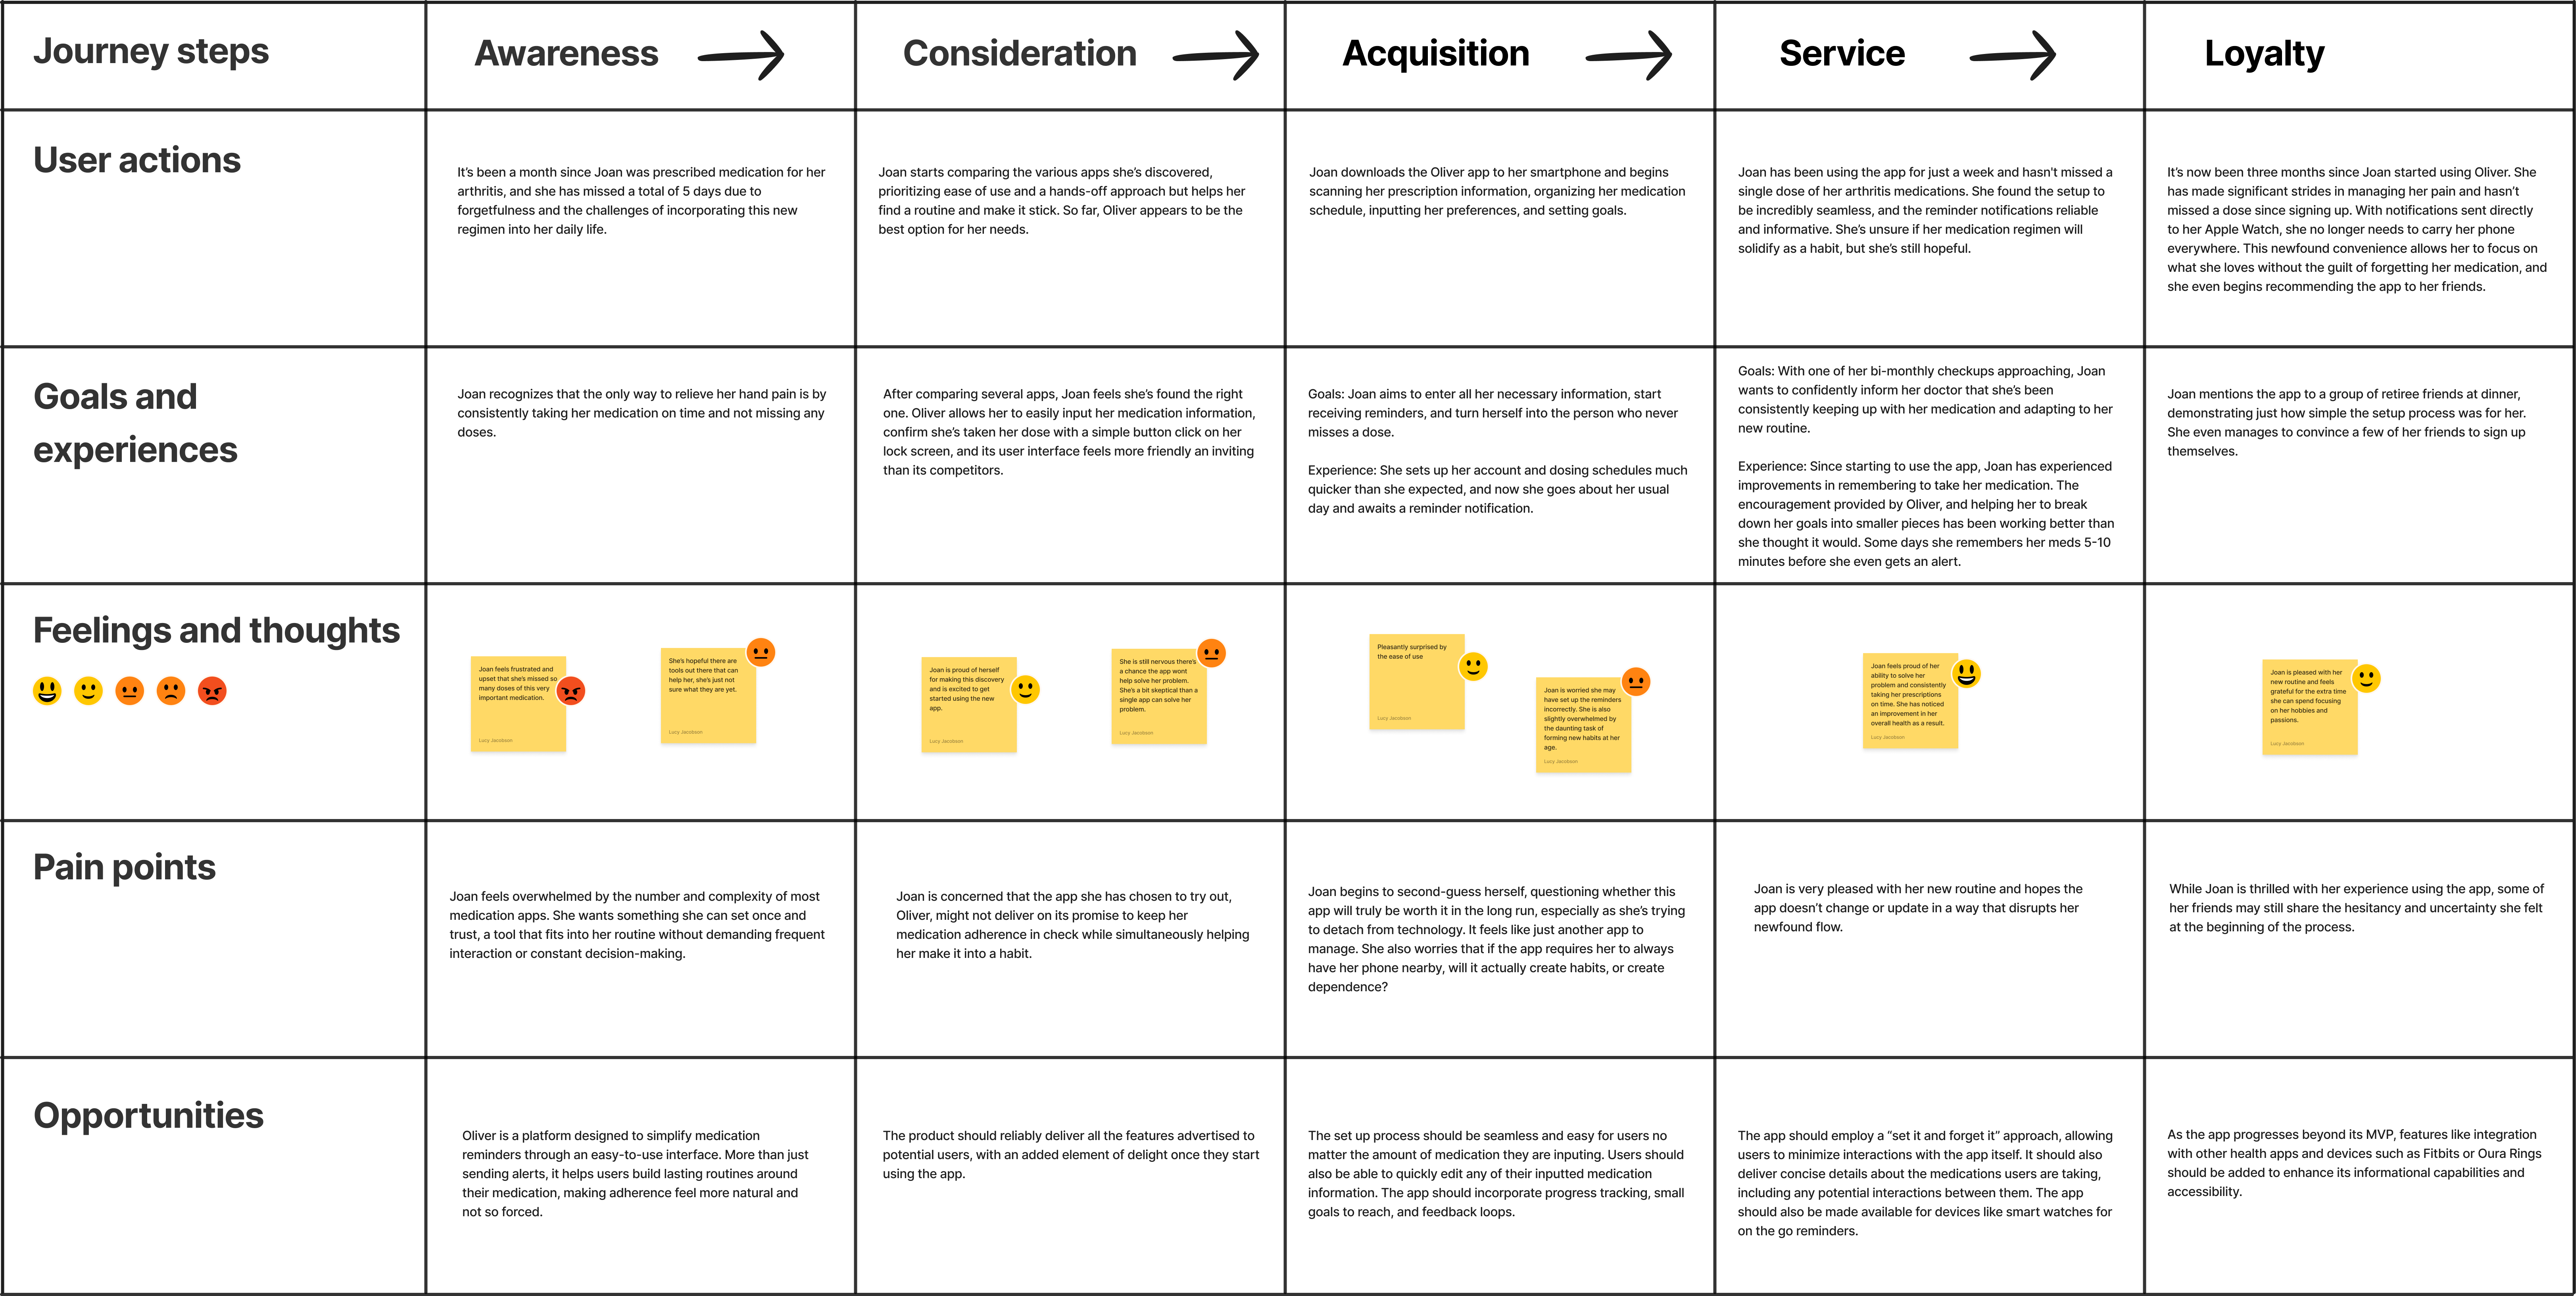 Journey steps
Awareness
Consideration
Acquisition
Service
Loyalty
User actions
It's been a month since Joan was prescribed medication for her
arthritis, and she has missed a total of 5 days due to
forgetfulness and the challenges of incorporating this new
regimen into her daily life.
Joan starts comparing the various apps she's discovered,
prioritizing ease of use and a hands-off approach but helps her
find a routine and make it stick. So far, Oliver appears to be the
best option for her needs.
Joan downloads the Oliver app to her smartphone and begins
scanning her prescription information, organizing her medication
schedule, inputting her preferences, and setting goals.
Joan has been using the app for just a week and hasn't missed a
single dose of her arthritis medications. She found the setup to
be incredibly seamless, and the reminder notifications reliable
and informative. She's unsure if her medication regimen will
solidify as a habit, but she's still hopeful.
It's now been three months since Joan started using Oliver. She
has made significant strides in managing her pain and hasn't
missed a dose since signing up. With notifications sent directly
to her Apple Watch, she no longer needs to carry her phone
everywhere. This newfound convenience allows her to focus on
what she loves without the guilt of forgetting her medication, and
she even begins recommending the app to her friends.
Goals and
experiences
Joan recognizes that the only way to relieve her hand pain is by
consistently taking her medication on time and not missing any
doses.
After comparing several apps, Joan feels she's found the right
one. Oliver allows her to easily input her medication information,
confirm she's taken her dose with a simple button click on her
lock screen, and its user interface feels more friendly an inviting
than its competitors.
Goals: Joan aims to enter all her necessary information, start
receiving reminders, and turn herself into the person who never
misses a dose.
Experience: She sets up her account and dosing schedules much
quicker than she expected, and now she goes about her usual
day and awaits a reminder notification.
Goals: With one of her bi-monthly checkups approaching, Joan
wants to confidently inform her doctor that she's been
consistently keeping up with her medication and adapting to her
new routine.
Experience: Since starting to use the app, Joan has experienced
improvements in remembering to take her medication. The
encouragement provided by Oliver, and helping her to break
down her goals into smaller pieces has been working better than
she thought it would. Some days she remembers her meds 5-10
minutes before she even gets an alert.
Joan mentions the app to a group of retiree friends at dinner,
demonstrating just how simple the setup process was for her.
She even manages to convince a few of her friends to sign up
themselves.
Feelings and thoughts
Joan feels frustrated and
upset that she's missed so
many doses of this very
important medication.
Lucy Jacobson
She's hopeful there are
tools out there that can
help her, she's just not
sure what they are yet.
Lucy Jacobson
Joan is proud of herself
for making this discovery
and is excited to get
started using the new
app.
Lucy Jacobson
She is still nervous there's
a chance the app wont
help solve her problem.
She's a bit skeptical than a
single app can solve her
problem.
Lucy Jacobson
Pleasantly surprised by
the ease of use
Lucy Jacobson
Joan is worried she may
have set up the reminders
incorrectly. She is also
slightly overwhelmed by
the daunting task of
forming new habits at her
age.
Lucy Jacobson
Joan feels proud of her
ability to solve her
problem and consistently
taking her prescriptions
on time. She has noticed
an improvement in her
overall health as a result.
Lucy Jacobson
Joan is pleased with her
new routine and feels
grateful for the extra time
she can spend focusing
on her hobbies and
passions.
Lucy Jacobson
Pain points
Joan feels overwhelmed by the number and complexity of most
medication apps. She wants something she can set once and
trust, a tool that fits into her routine without demanding frequent
interaction or constant decision-making.
Joan is concerned that the app she has chosen to try out,
Oliver, might not deliver on its promise to keep her
medication adherence in check while simultaneously helping
her make it into a habit.
Joan begins to second-guess herself, questioning whether this
app will truly be worth it in the long run, especially as she's trying
to detach from technology. It feels like just another app to
manage. She also worries that if the app requires her to always
have her phone nearby, will it actually create habits, or create
dependence?
Joan is very pleased with her new routine and hopes the
app doesn't change or update in a way that disrupts her
newfound flow.
While Joan is thrilled with her experience using the app, some of
her friends may still share the hesitancy and uncertainty she felt
at the beginning of the process.
Opportunities
Oliver is a platform designed to simplify medication
reminders through an easy-to-use interface. More than just
sending alerts, it helps users build lasting routines around
their medication, making adherence feel more natural and
not so forced.
The product should reliably deliver all the features advertised to
potential users, with an added element of delight once they start
using the app.
The set up process should be seamless and easy for users no
matter the amount of medication they are inputing. Users should
also be able to quickly edit any of their inputted medication
information. The app should incorporate progress tracking, small
goals to reach, and feedback loops.
The app should employ a “set it and forget it” approach, allowing
users to minimize interactions with the app itself. It should also
deliver concise details about the medications users are taking,
including any potential interactions between them. The app
should also be made available for devices like smart watches for
on the go reminders.
As the app progresses beyond its MVP, features like integration
with other health apps and devices such as Fitbits or Oura Rings
should be added to enhance its informational capabilities and
accessibility.